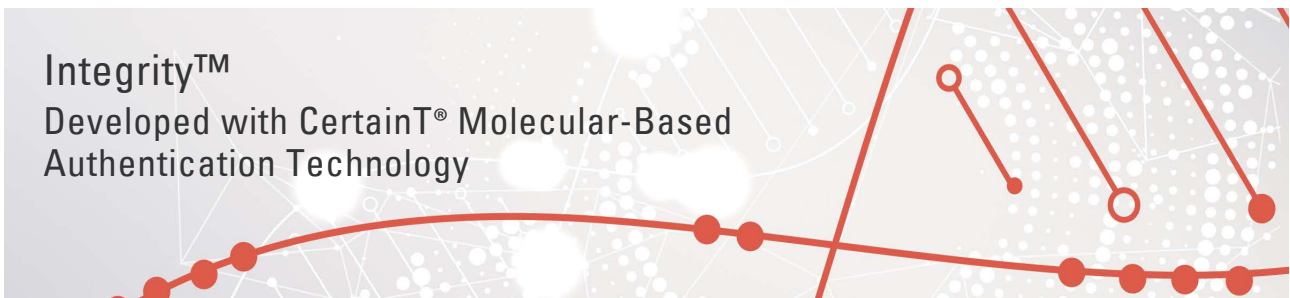 Integrity™
Developed with CertainT® Molecular-Based
Authentication Technology